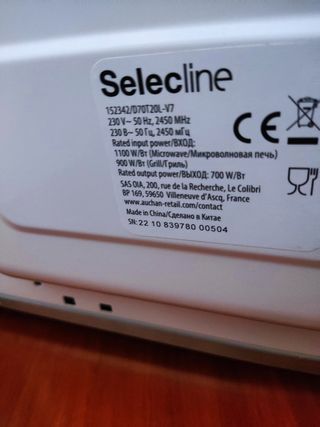 Selecline
152342/D70T20L-V7
230 V~ 50 Hz, 2450 MHz
230 В~ 50 Гц, 2450 мГц
Rated input power/ВХОД:
1100 W/Вт (Microwave/Микроволновая печь)
900 W/Вт (Grill/Гриль)
Rated output power/ВЫХОД: 700 W/Вт
SAS OIA, 200, rue de la Recherche, Le Colibri
BP 169, 59650 Villeneuve d'Ascq, France
www.auchan-retail.com/contact
Made in China/Сделано в Китае
SN: 22 10 839780 00504
CE